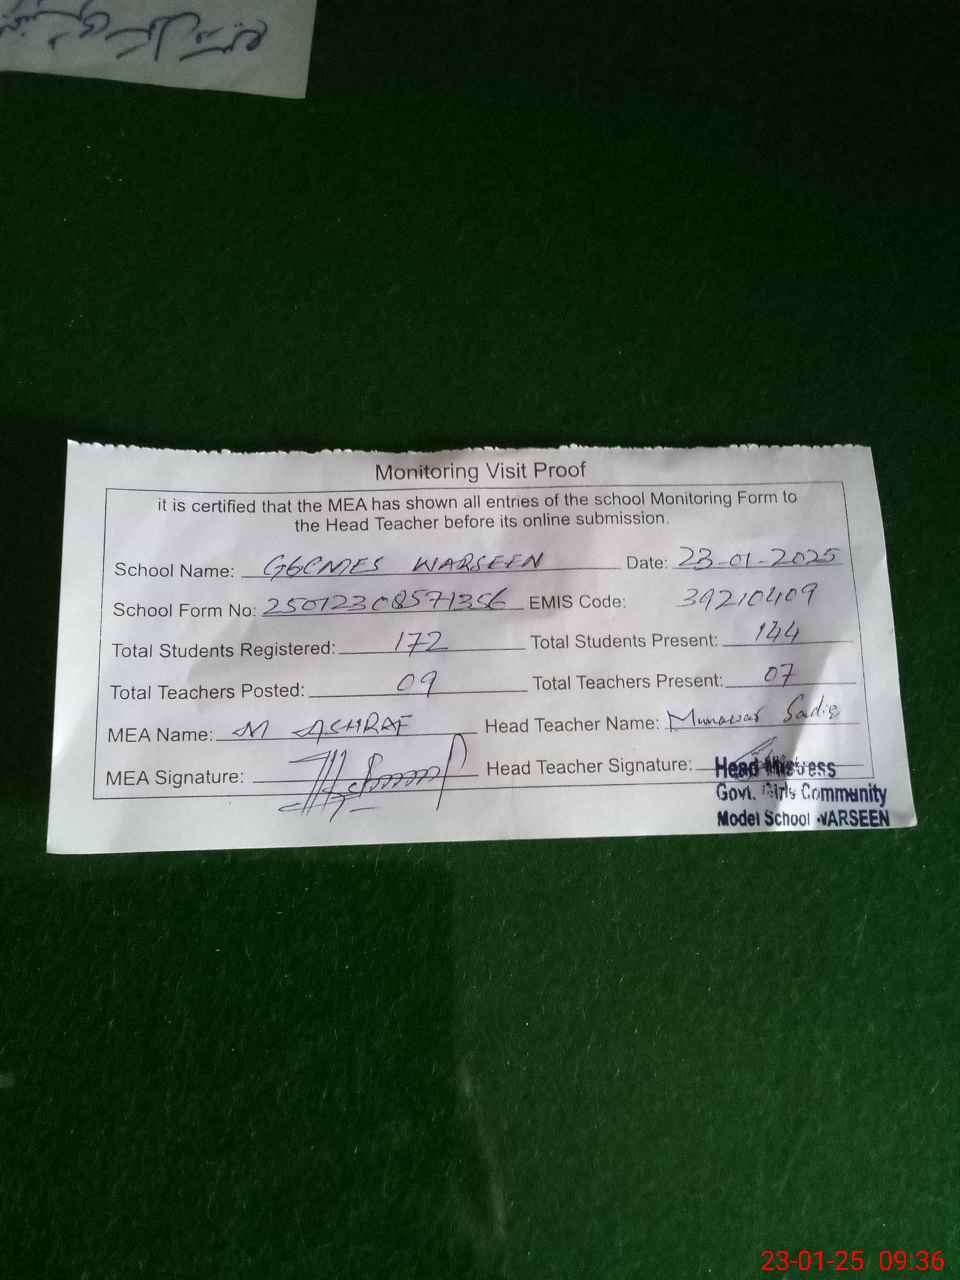 Monitoring Visit Proof
it is certified that the MEA has shown all entries of the school Monitoring Form to
the Head Teacher before its online submission.
School Name: GGCMES WARSEEN Date: 23-01-2025
School Form No: 25012308571356 EMIS Code: 39210409
Total Students Registered: 172 Total Students Present: 144
Total Teachers Posted: 09 Total Teachers Present: 07
MEA Name: M ASHRAF Head Teacher Name: Munawar Sadiq
MEA Signature: Head Teacher Signature:
Head Mistress
Govt. Girls Community
Model School WARSEEN
23-01-25 09:36